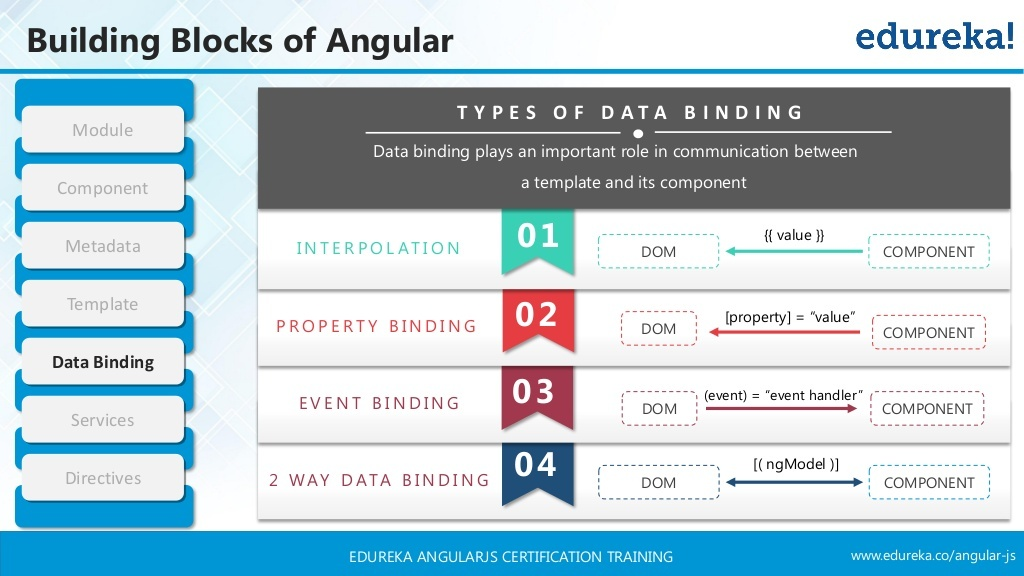 Building Blocks of Angular
edureka!
Module
Component
Metadata
Template
Data Binding
Services
Directives
TYPES OF DATA BINDING
Data binding plays an important role in communication between
a template and its component
INTERPOLATION
01
DOM
{{ value }}
COMPONENT
PROPERTY BINDING
02
DOM
[property] = “value”
COMPONENT
EVENT BINDING
03
DOM
(event) = “event handler”
COMPONENT
2 WAY DATA BINDING
04
DOM
[( ngModel )]
COMPONENT
EDUREKA ANGULARJS CERTIFICATION TRAINING
www.edureka.co/angular-js